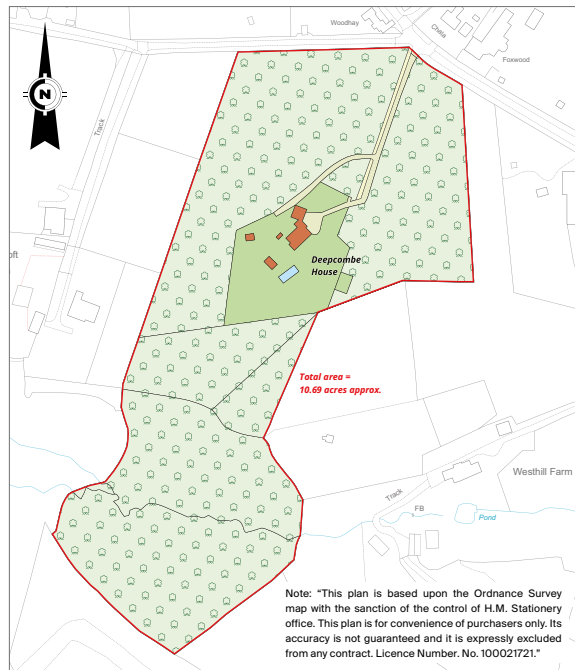 Woodhay
Chase
Foxwood
N
Track
oft
Deepcombe
House
Total area =
10.69 acres approx.
Westhill Farm
Track
FB
Pond
Note: “This plan is based upon the Ordnance Survey
map with the sanction of the control of H.M. Stationery
office. This plan is for convenience of purchasers only. Its
accuracy is not guaranteed and it is expressly excluded
from any contract. Licence Number. No. 100021721.”